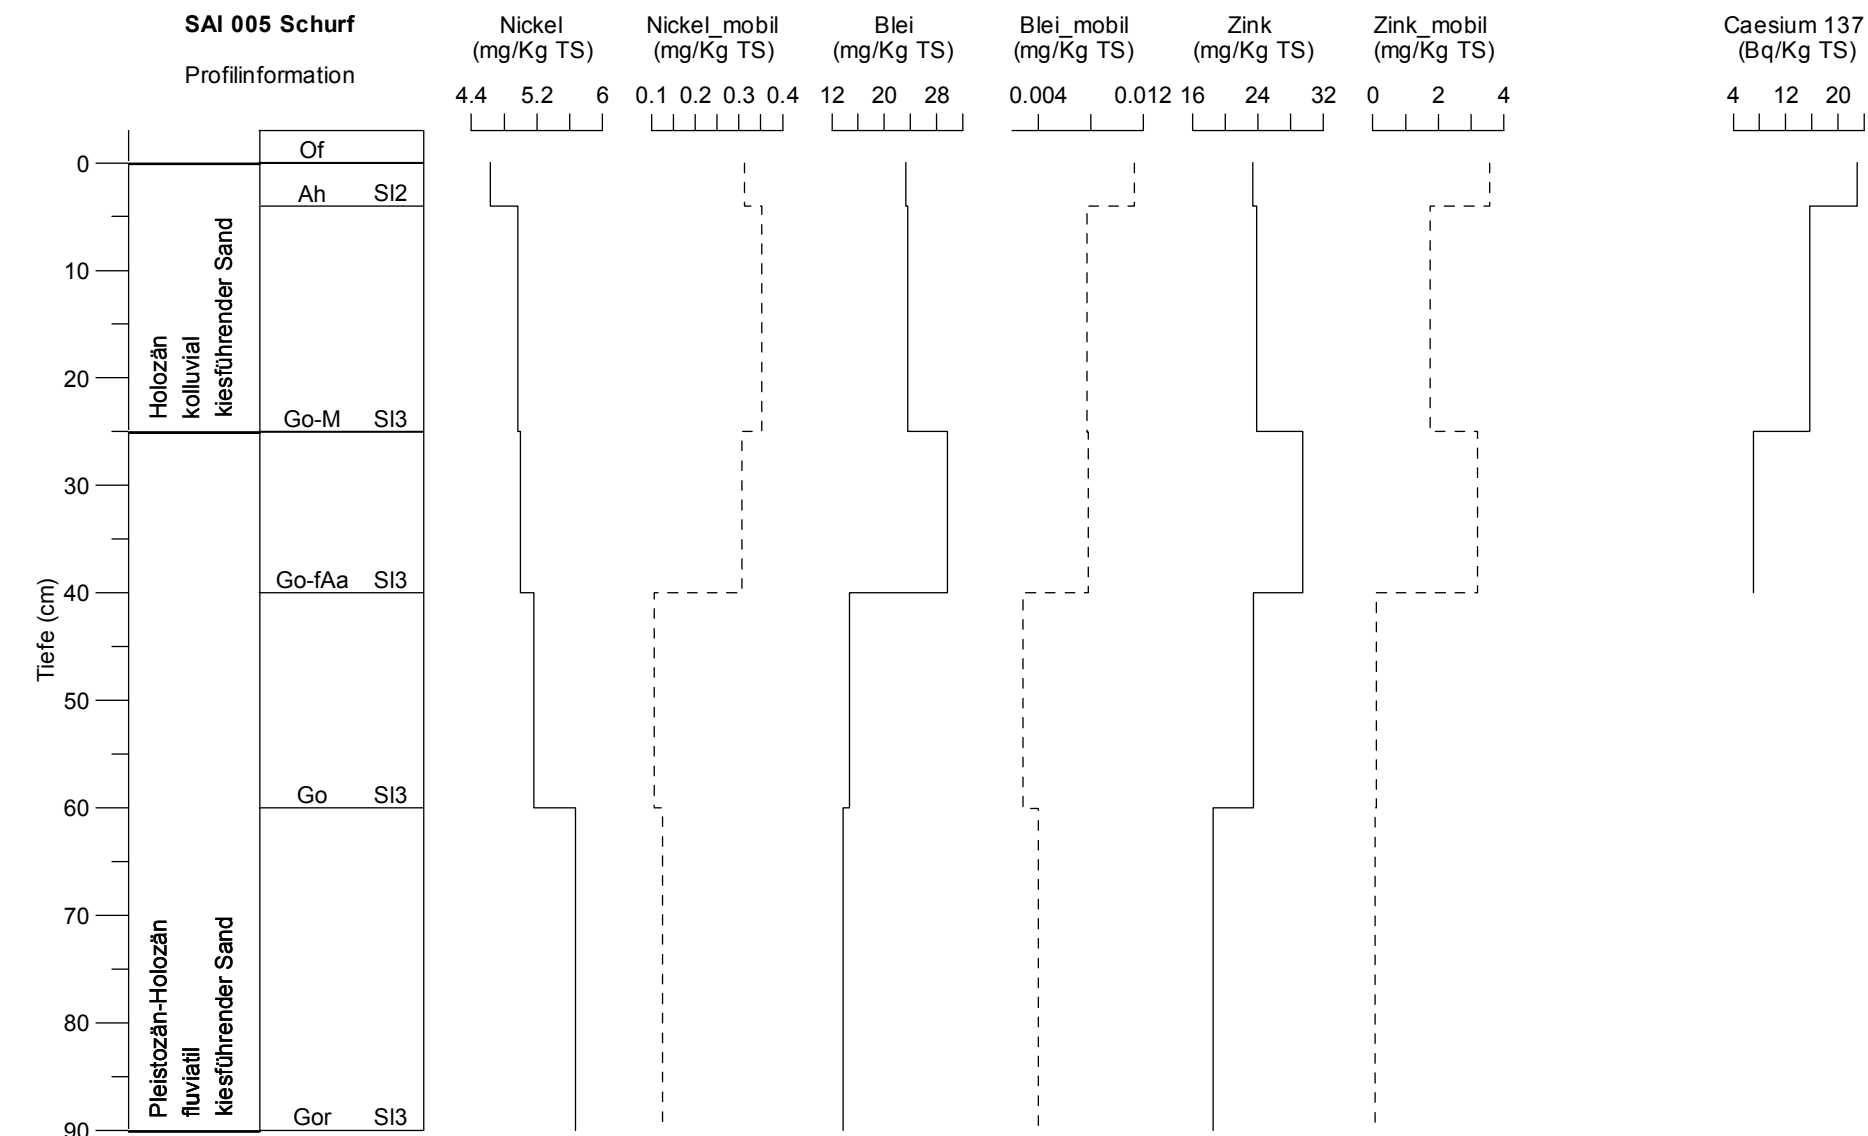 SAI 005 Schurf
Profilinformation
Nickel
(mg/Kg TS)
Nickel_mobil
(mg/Kg TS)
Blei
(mg/Kg TS)
Blei_mobil
(mg/Kg TS)
Zink
(mg/Kg TS)
Zink_mobil
(mg/Kg TS)
Caesium 137
(Bq/Kg TS)
4.4 5.2 6
0.1 0.2 0.3 0.4
12 20 28
0.004 0.012
16 24 32
0 2 4
4 12 20
Of
0
Ah Sl2
10
20
Holozän
kolluvial
kiesführender Sand
Go-M Sl3
30
Go-fAa Sl3
40
Tiefe (cm)
50
Go Sl3
60
70
80
Pleistozän-Holozän
fluviatil
kiesführender Sand
Gor Sl3
90